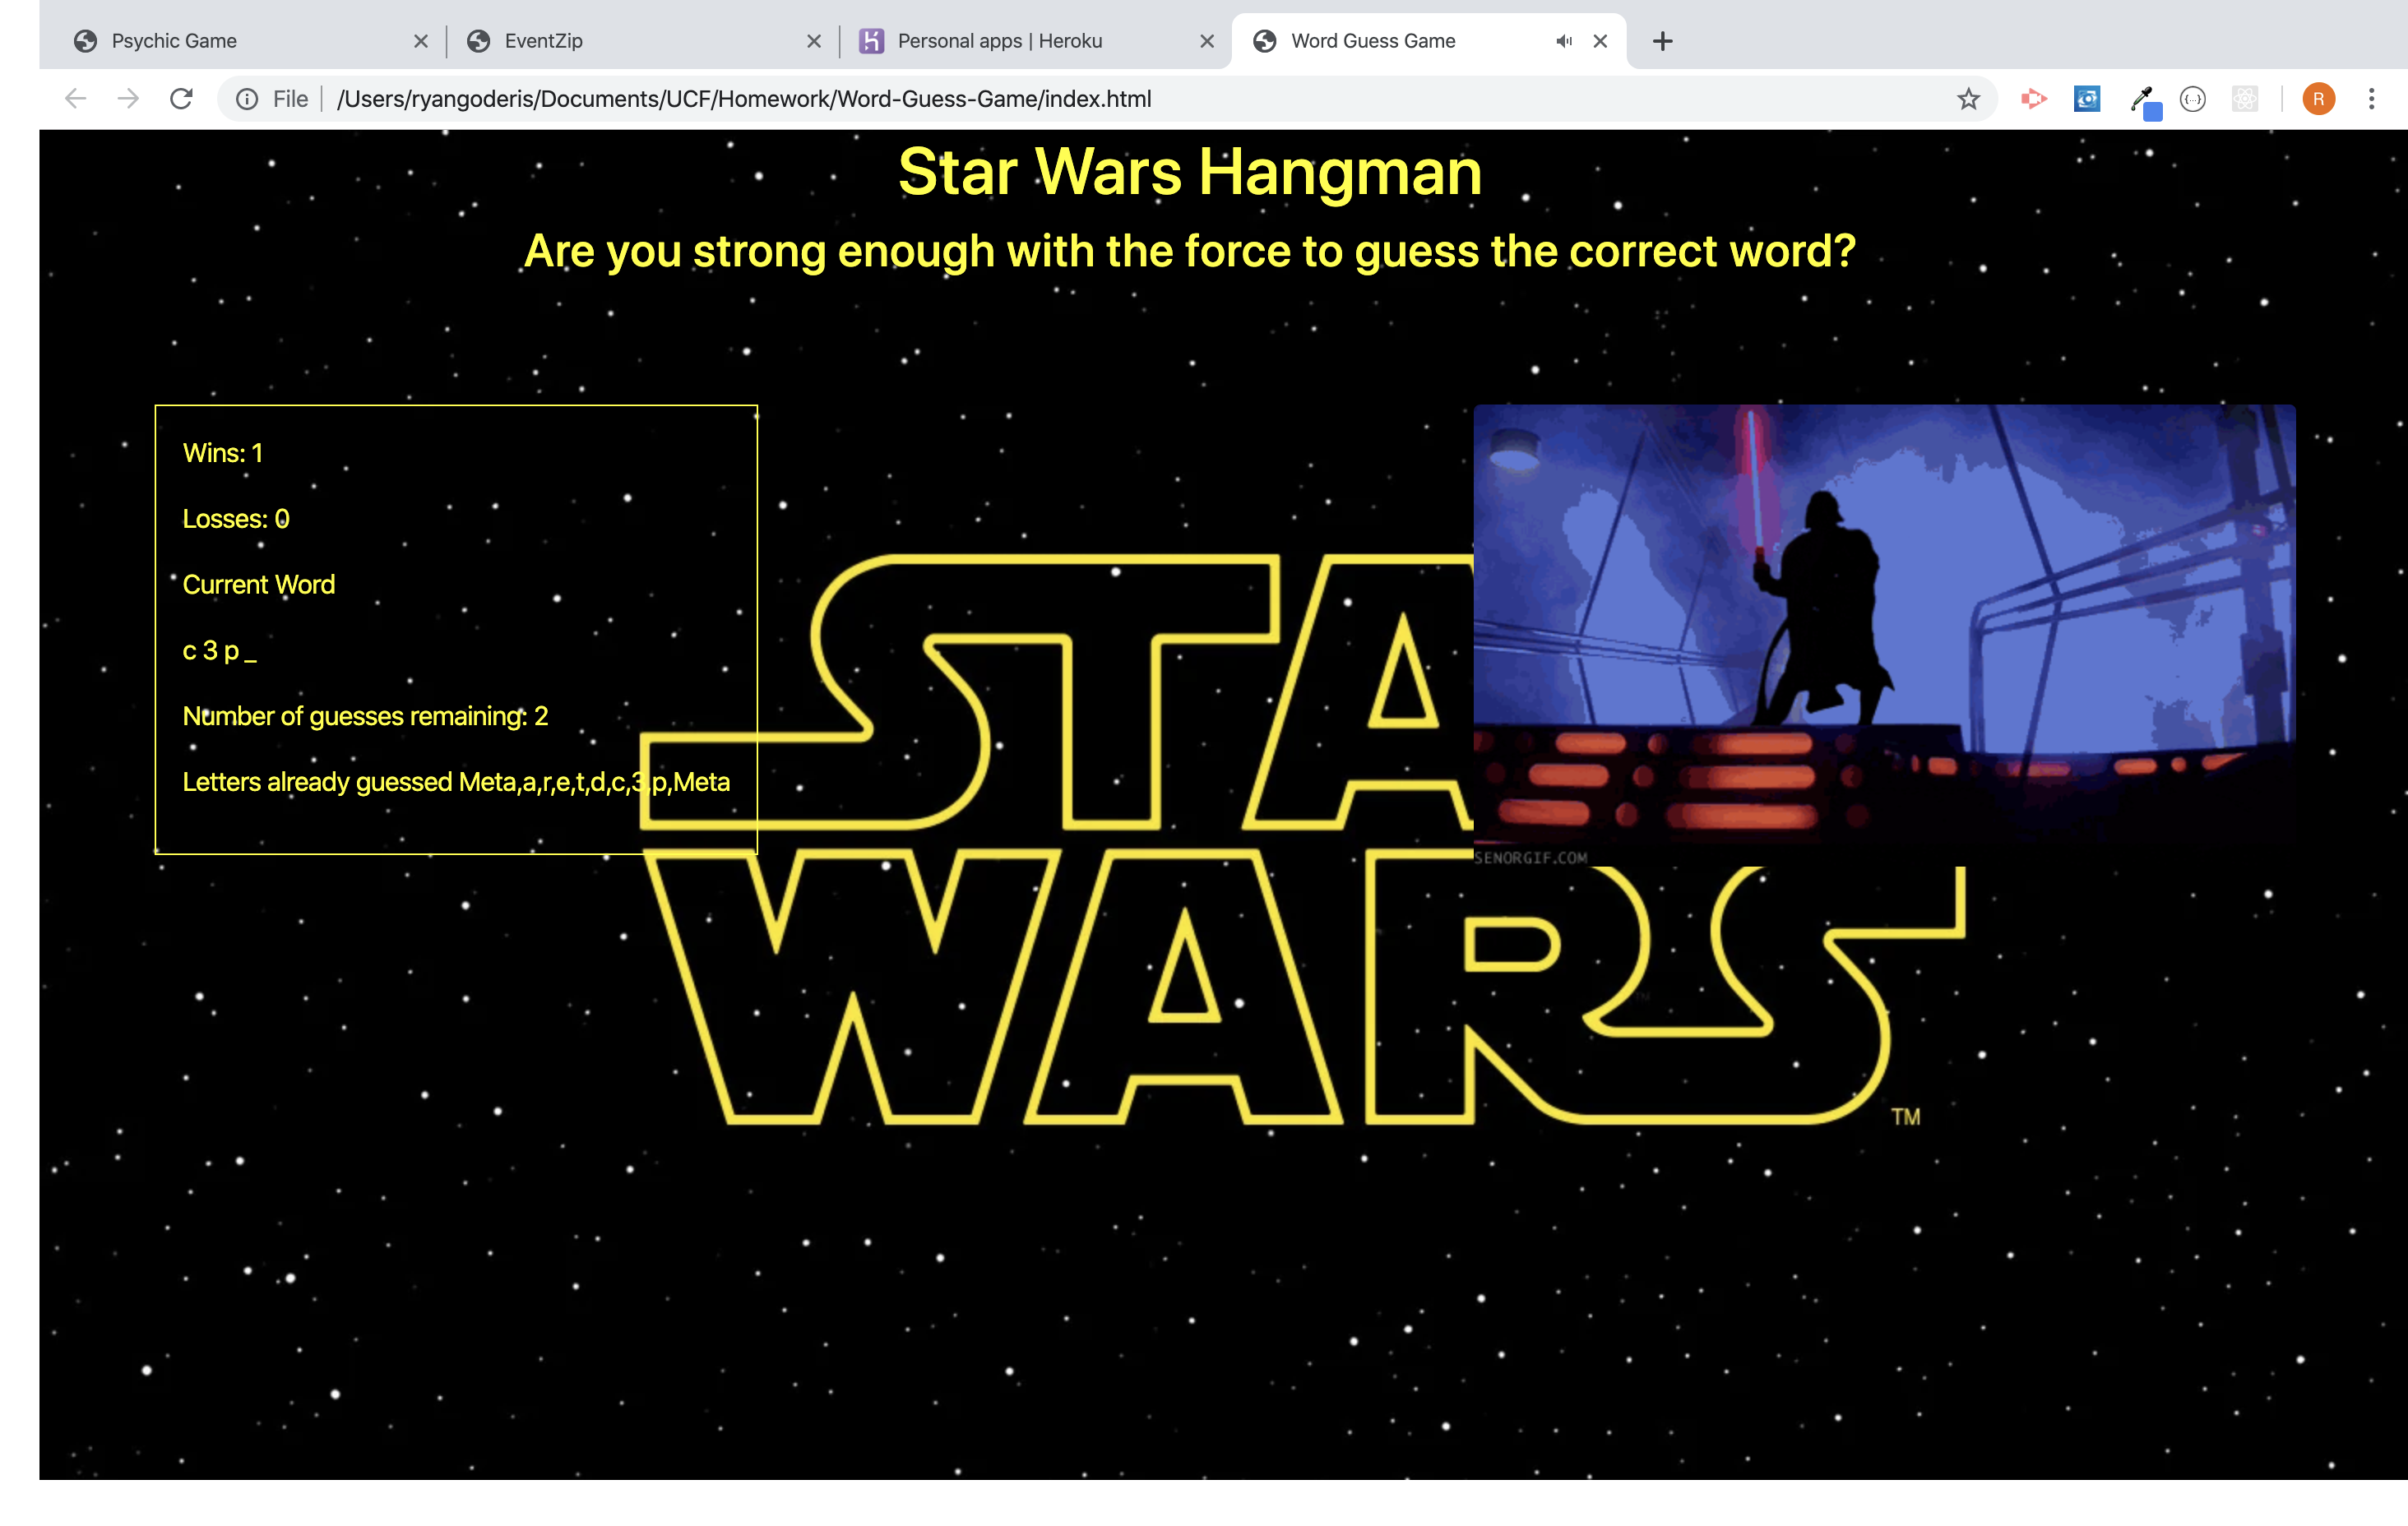 Psychic Game
EventZip
Personal apps | Heroku
Word Guess Game
File /Users/ryangoderis/Documents/UCF/Homework/Word-Guess-Game/index.html
R
Star Wars Hangman
Are you strong enough with the force to guess the correct word?
Wins: 1
Losses: 0
Current Word
c 3 p _
Number of guesses remaining: 2
Letters already guessed Meta,a,r,e,t,d,c,3,p,Meta
STA
SENORGIF.COM
WARS
TM